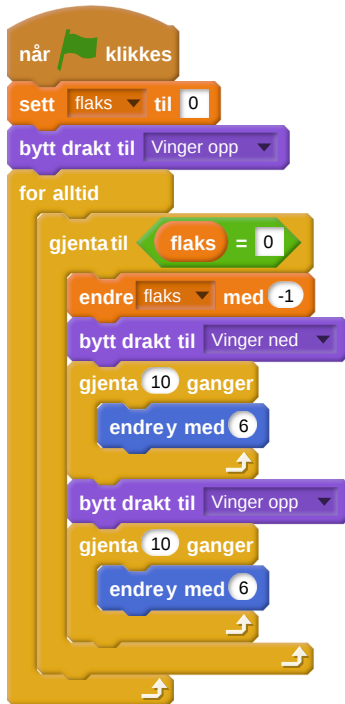 når klikkes
sett flaks til 0
bytt drakt til Vinger opp
for alltid
gjenta til flaks = 0
endre flaks med -1
bytt drakt til Vinger ned
gjenta 10 ganger
endre y med 6
bytt drakt til Vinger opp
gjenta 10 ganger
endre y med 6